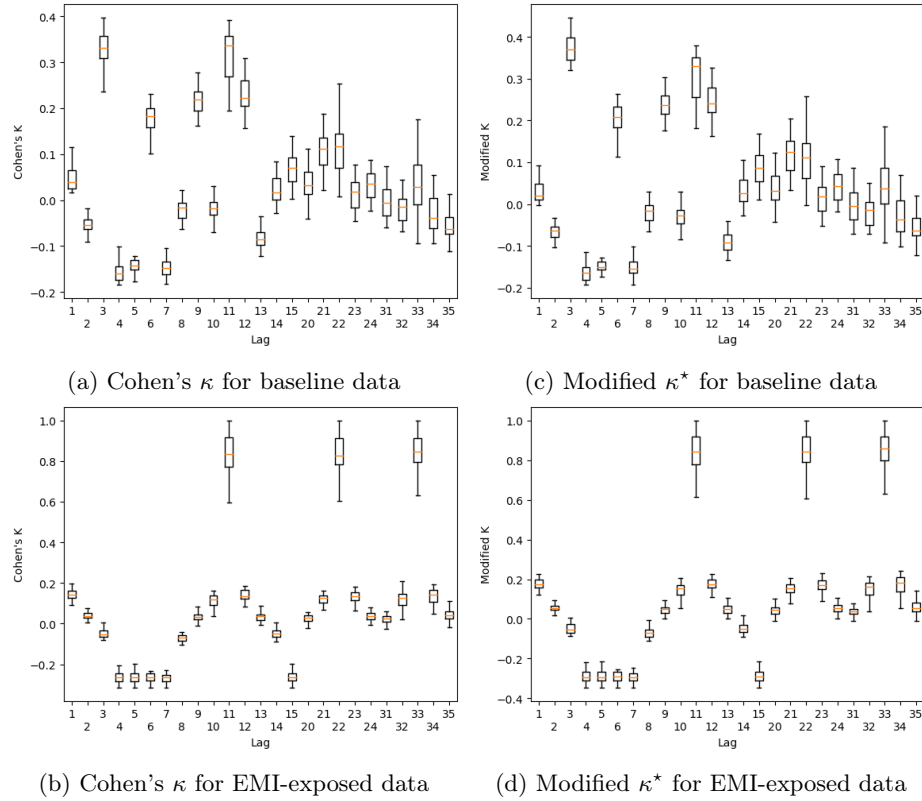 0.4
0.3
0.2
0.1
0.0
−0.1
−0.2
Cohen's K
1 3 5 7 9 11 13 15 21 23 31 33 35
2 4 6 8 10 12 14 20 22 24 32 34
Lag
(a) Cohen's κ for baseline data
0.4
0.3
0.2
0.1
0.0
−0.1
−0.2
Modified K
1 3 5 7 9 11 13 15 21 23 31 33 35
2 4 6 8 10 12 14 20 22 24 32 34
Lag
(c) Modified κ⋆ for baseline data
1.0
0.8
0.6
0.4
0.2
0.0
−0.2
Cohen's K
1 3 5 7 9 11 13 15 21 23 31 33 35
2 4 6 8 10 12 14 20 22 24 32 34
Lag
(b) Cohen's κ for EMI-exposed data
1.0
0.8
0.6
0.4
0.2
0.0
−0.2
−0.4
Modified K
1 3 5 7 9 11 13 15 21 23 31 33 35
2 4 6 8 10 12 14 20 22 24 32 34
Lag
(d) Modified κ⋆ for EMI-exposed data